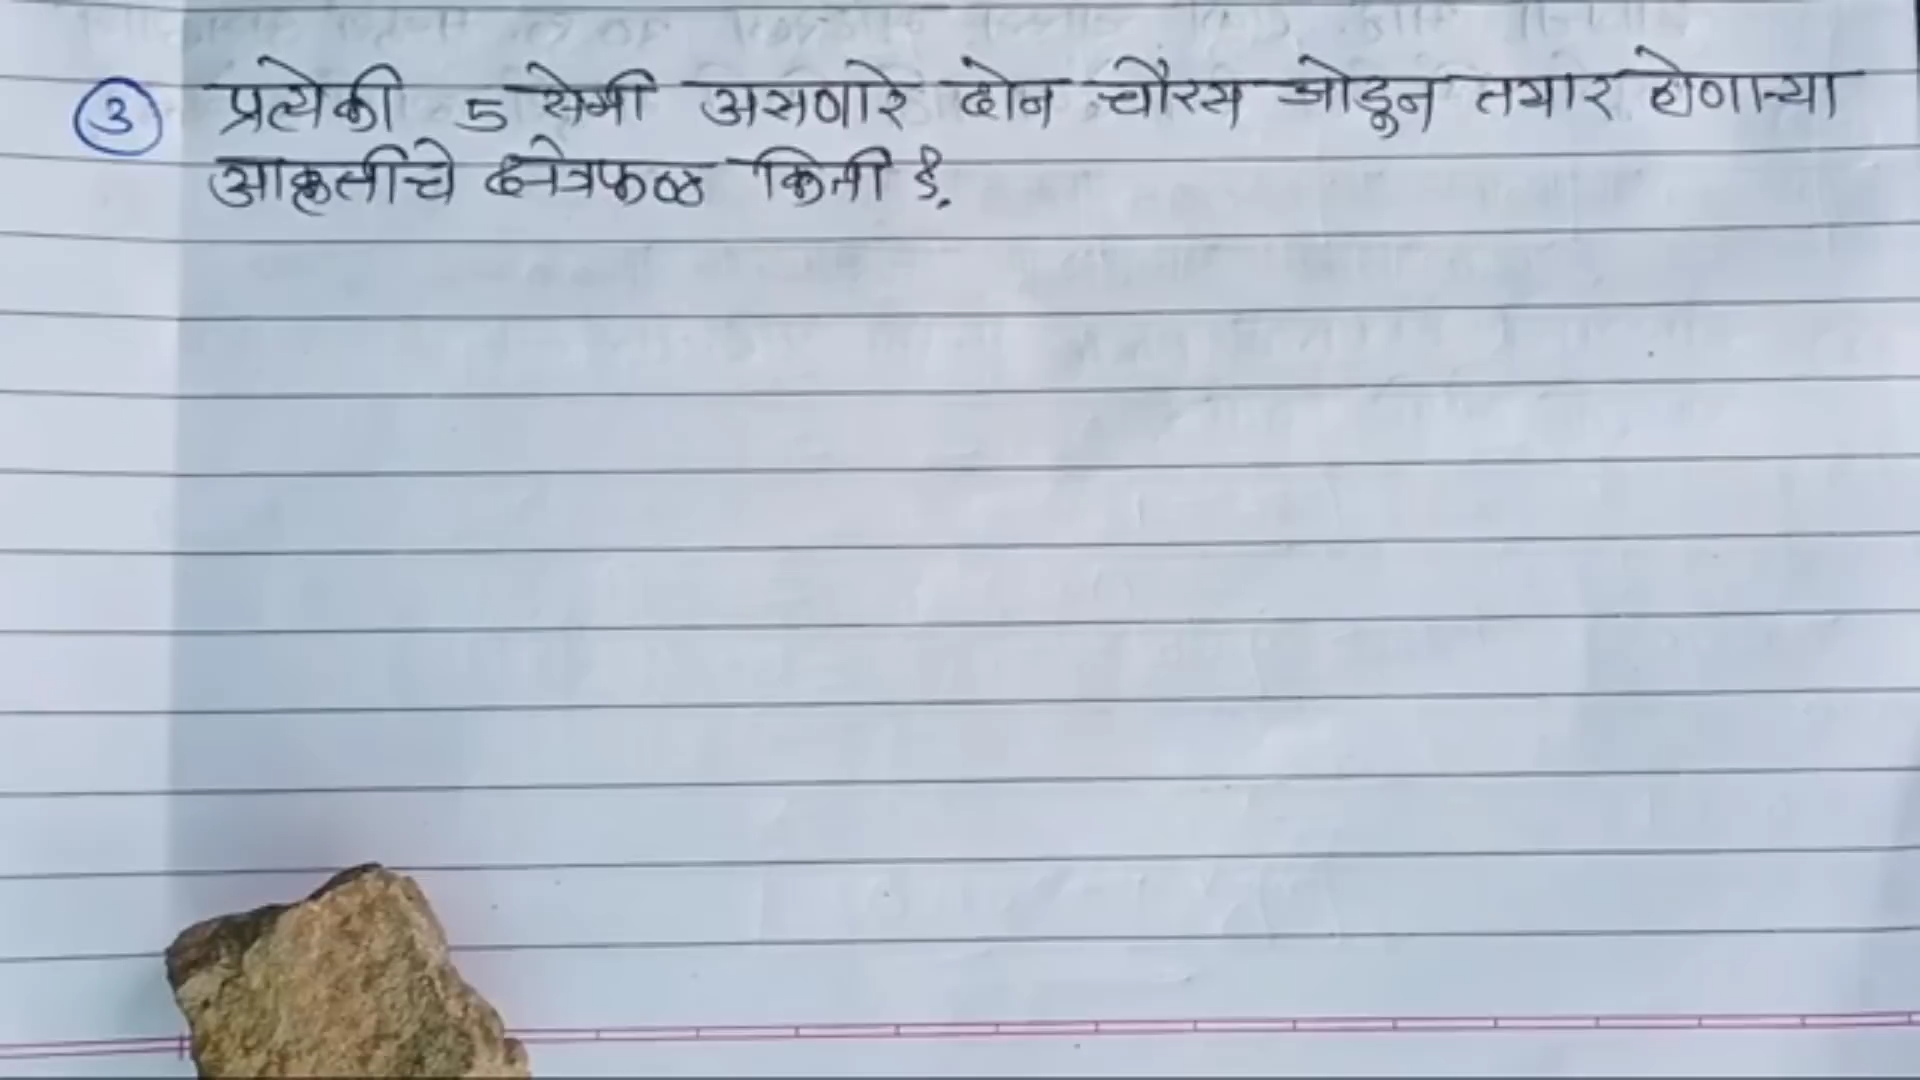 ③ प्रत्येकी 5 सेमी असणारे दोन चौरस जोडून तयार होणाऱ्या
आकृतीचे क्षेत्रफळ किती ?.